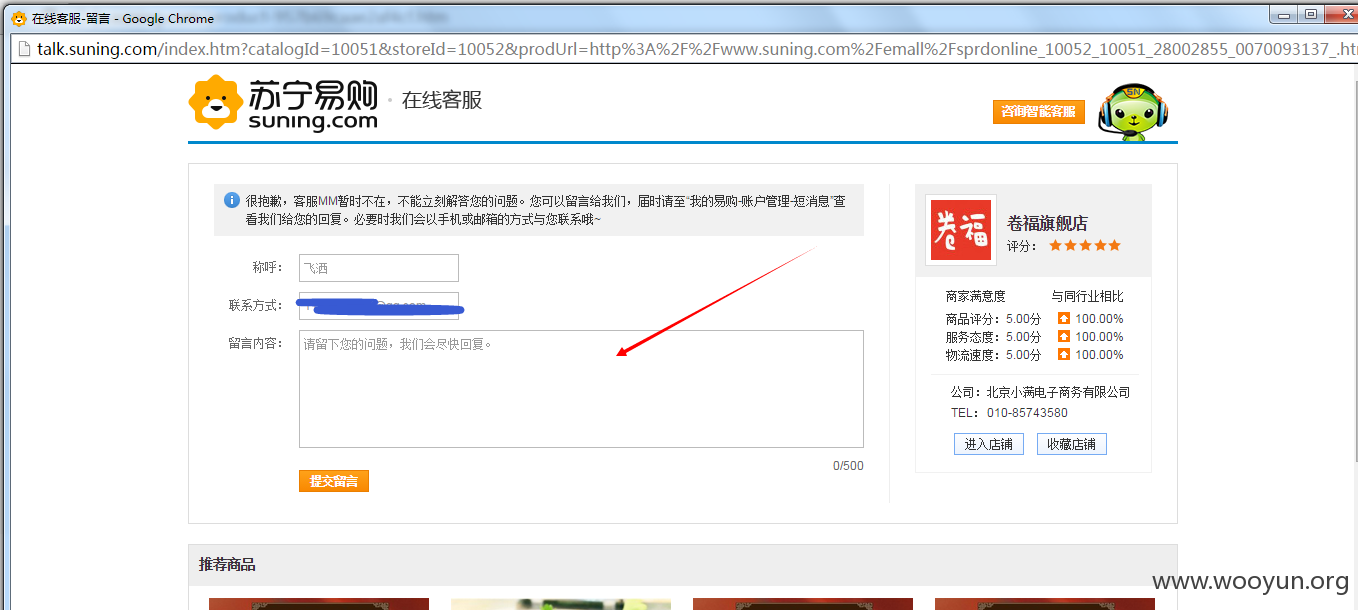 在线客服-留言 - Google Chrome
talk.suning.com/index.htm?catalogId=10051&storeId=10052&prodUrl=http%3A%2F%2Fwww.suning.com%2Femall%2Fsprdonline_10052_10051_28002855_0070093137_.htm
苏宁易购
suning.com
· 在线客服
咨询智能客服
SN
很抱歉，客服MM暂时不在，不能立刻解答您的问题。您可以留言给我们，届时请至“我的易购-账户管理-短消息”查
看我们给您的回复。必要时我们会以手机或邮箱的方式与您联系哦~
称呼： 飞洒
联系方式：
留言内容： 请留下您的问题，我们会尽快回复。
0/500
提交留言
卷福
卷福旗舰店
评分：
商家满意度 与同行业相比
商品评分：5.00分 100.00%
服务态度：5.00分 100.00%
物流速度：5.00分 100.00%
公司：北京小满电子商务有限公司
TEL： 010-85743580
进入店铺 收藏店铺
推荐商品
www.wooyun.org